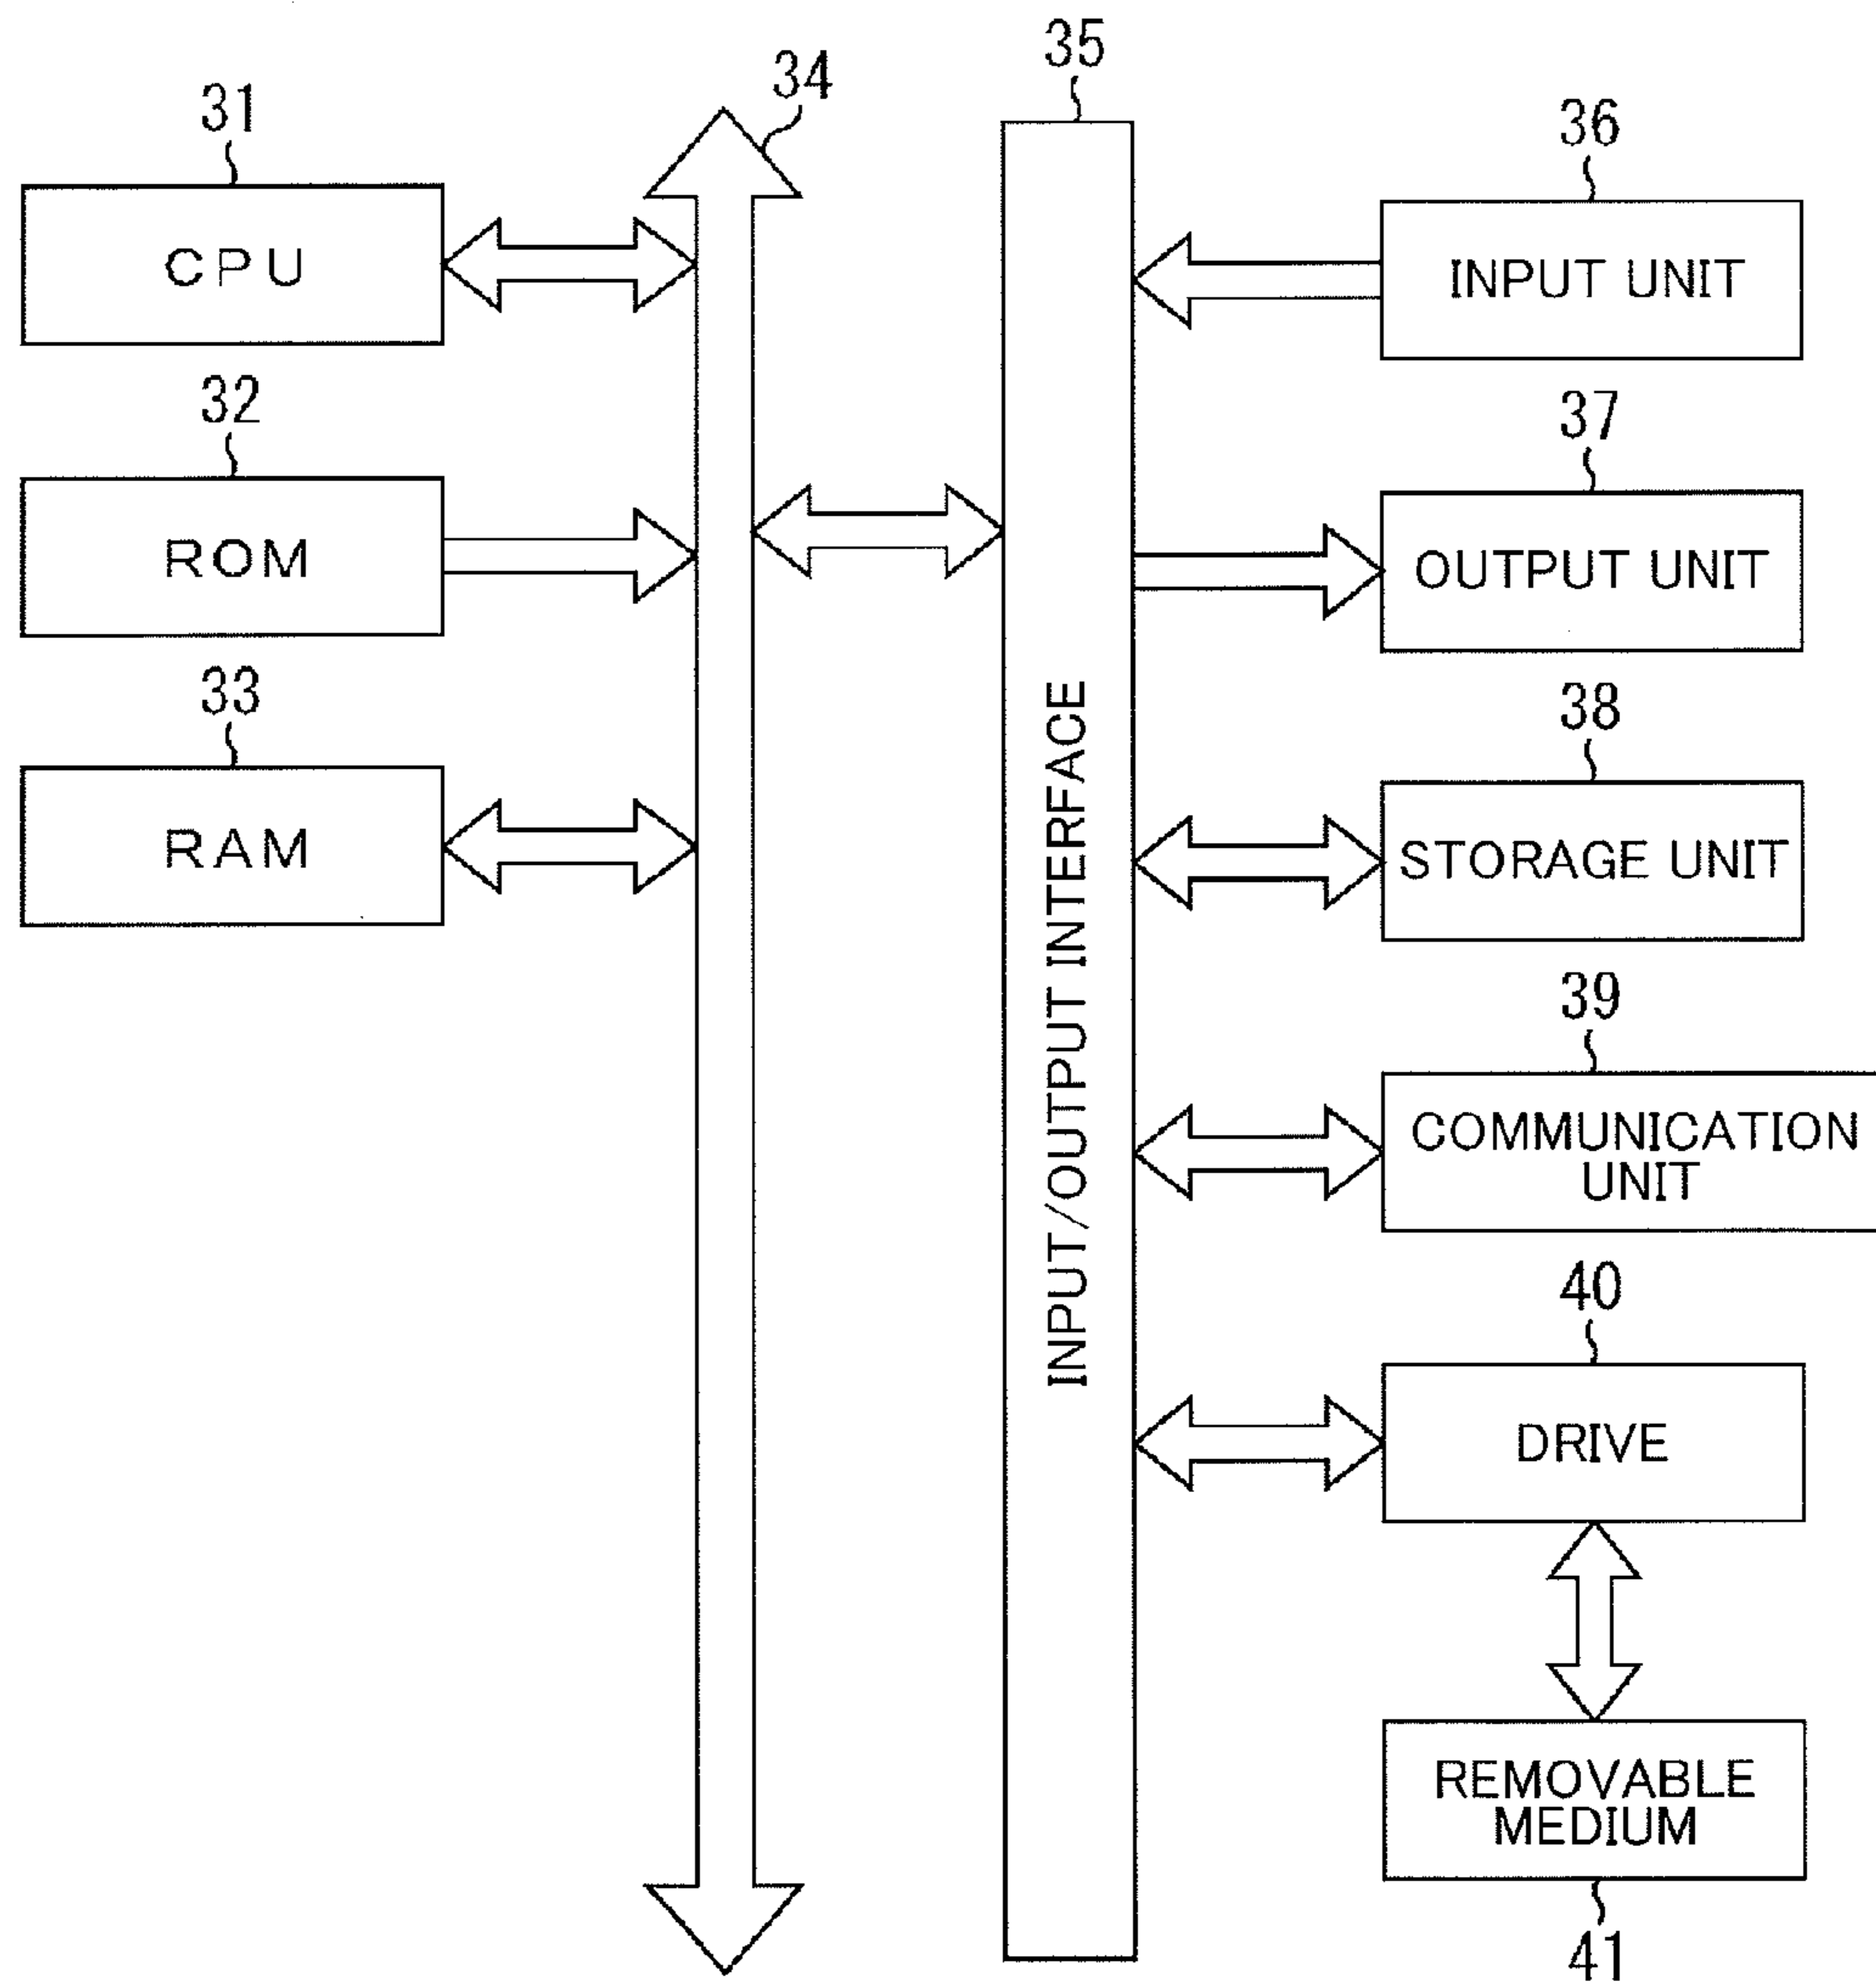 31
CPU
32
ROM
33
RAM
34
35
INPUT/OUTPUT INTERFACE
36
INPUT UNIT
37
OUTPUT UNIT
38
STORAGE UNIT
39
COMMUNICATION
UNIT
40
DRIVE
REMOVABLE
MEDIUM
41